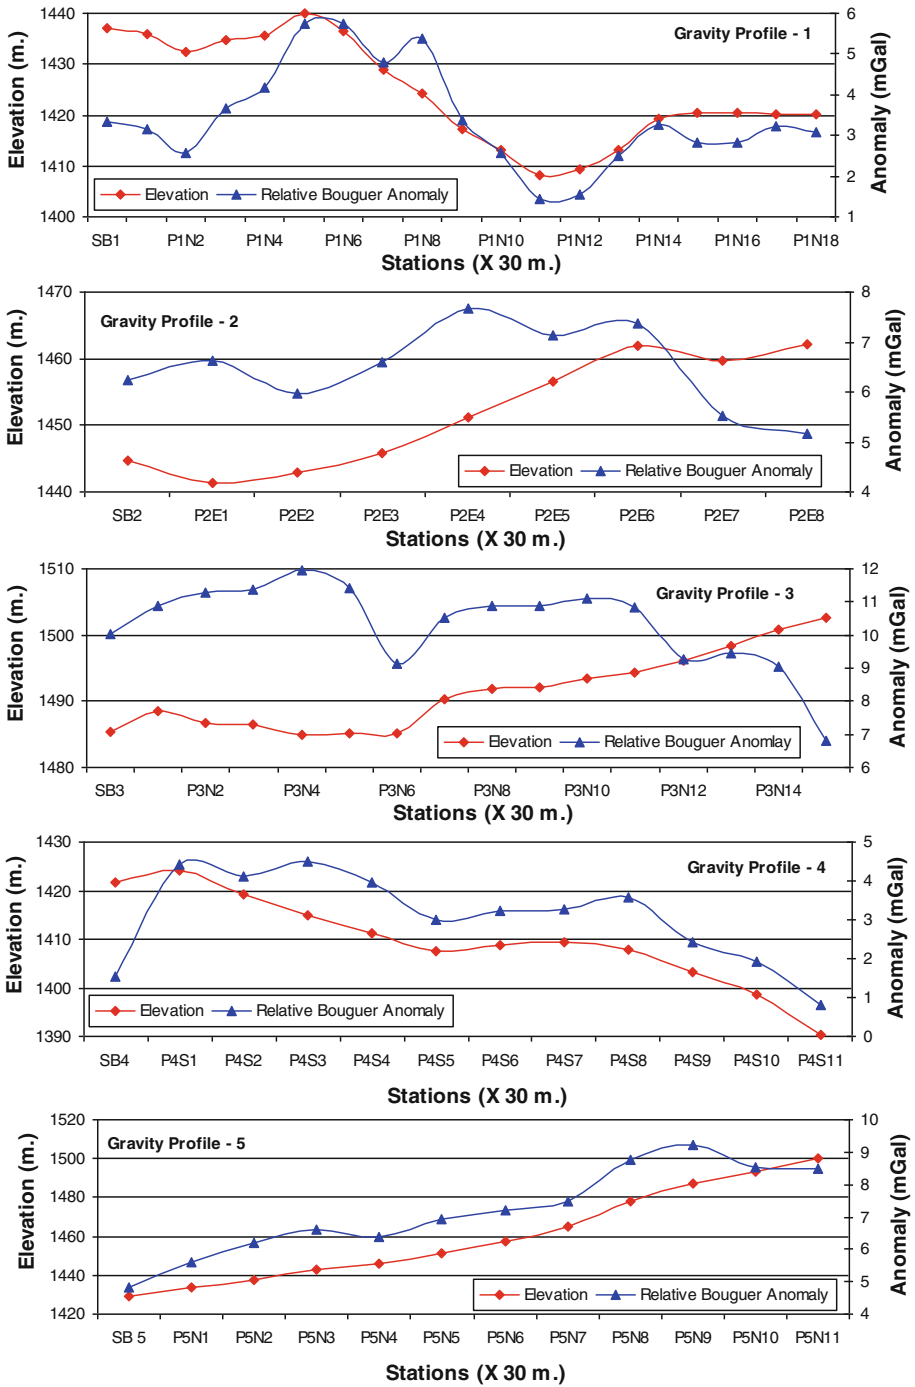 Gravity Profile - 1
Elevation (m.)
1440
1430
1420
1410
1400
6
5
4
3
2
1
Anomaly (mGal)
Elevation
Relative Bouguer Anomaly
SB1 P1N2 P1N4 P1N6 P1N8 P1N10 P1N12 P1N14 P1N16 P1N18
Stations (X 30 m.)
Gravity Profile - 2
Elevation (m.)
1470
1460
1450
1440
8
7
6
5
4
Anomaly (mGal)
Elevation
Relative Bouguer Anomaly
SB2 P2E1 P2E2 P2E3 P2E4 P2E5 P2E6 P2E7 P2E8
Stations (X 30 m.)
Gravity Profile - 3
Elevation (m.)
1510
1500
1490
1480
12
11
10
9
8
7
6
Anomaly (mGal)
Elevation
Relative Bouguer Anomlay
SB3 P3N2 P3N4 P3N6 P3N8 P3N10 P3N12 P3N14
Stations (X 30 m.)
Gravity Profile - 4
Elevation (m.)
1430
1420
1410
1400
1390
5
4
3
2
1
0
Anomaly (mGal)
Elevation
Relative Bouguer Anomaly
SB4 P4S1 P4S2 P4S3 P4S4 P4S5 P4S6 P4S7 P4S8 P4S9 P4S10 P4S11
Stations (X 30 m.)
Gravity Profile - 5
Elevation (m.)
1520
1500
1480
1460
1440
1420
10
9
8
7
6
5
4
Anomaly (mGal)
Elevation
Relative Bouguer Anomaly
SB 5 P5N1 P5N2 P5N3 P5N4 P5N5 P5N6 P5N7 P5N8 P5N9 P5N10 P5N11
Stations (X 30 m.)